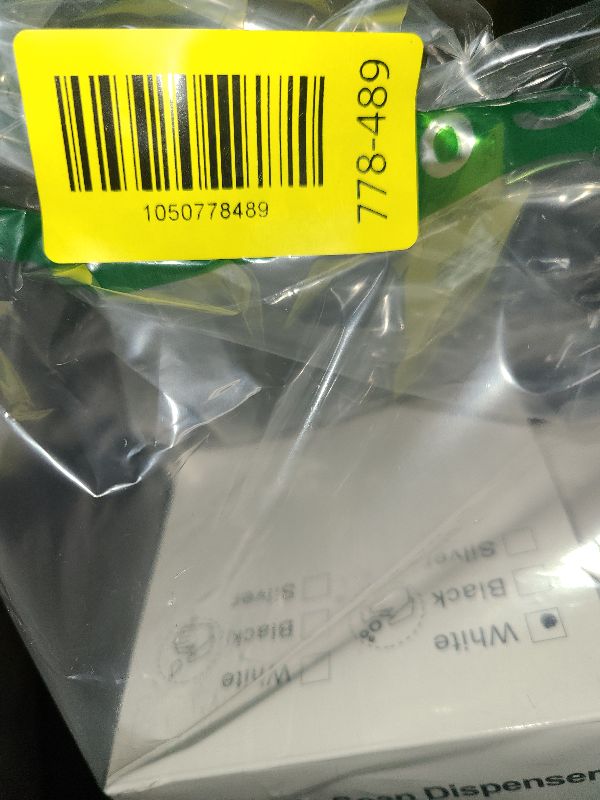 1050778489
778-489
Silver
Black
White
Silver
Black
White
Soap Dispenser